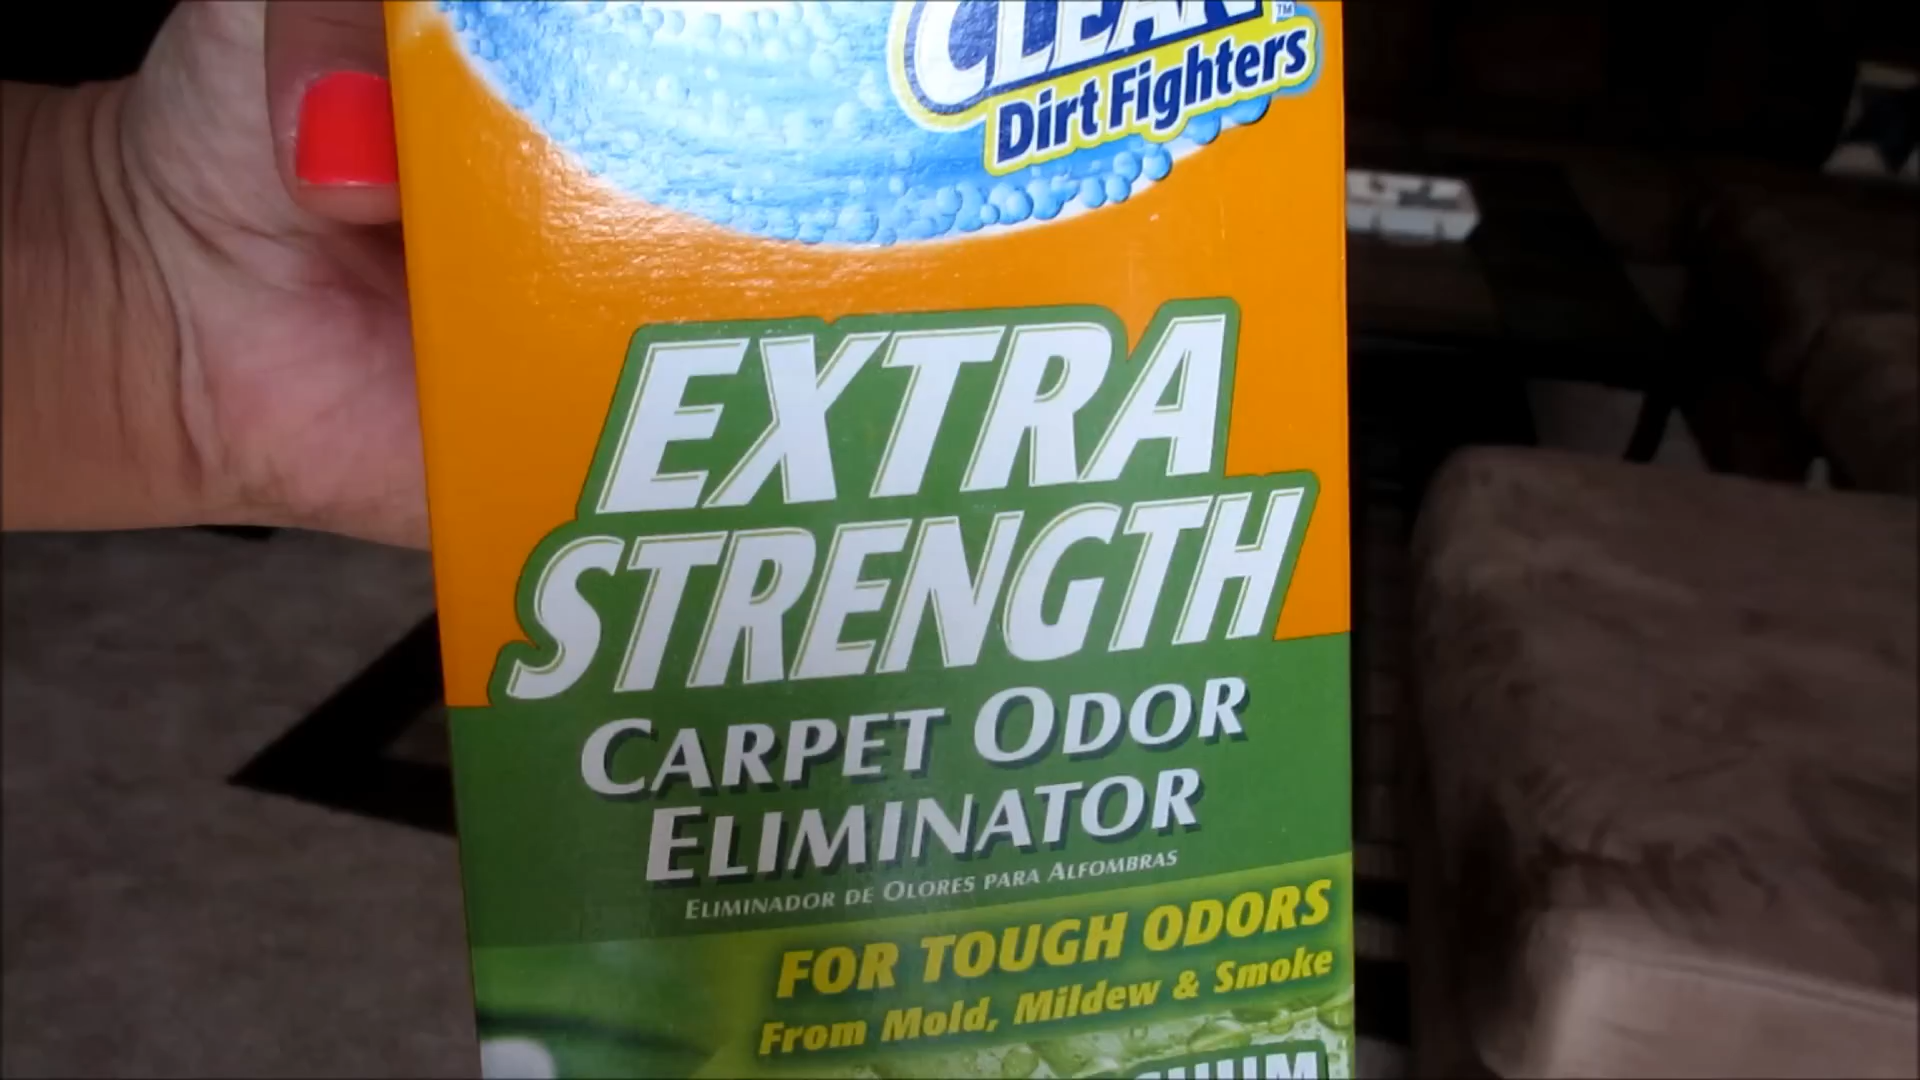 CLEAN™
Dirt Fighters
EXTRA
STRENGTH
CARPET ODOR
ELIMINATOR
ELIMINADOR DE OLORES PARA ALFOMBRAS
FOR TOUGH ODORS
From Mold, Mildew & Smoke